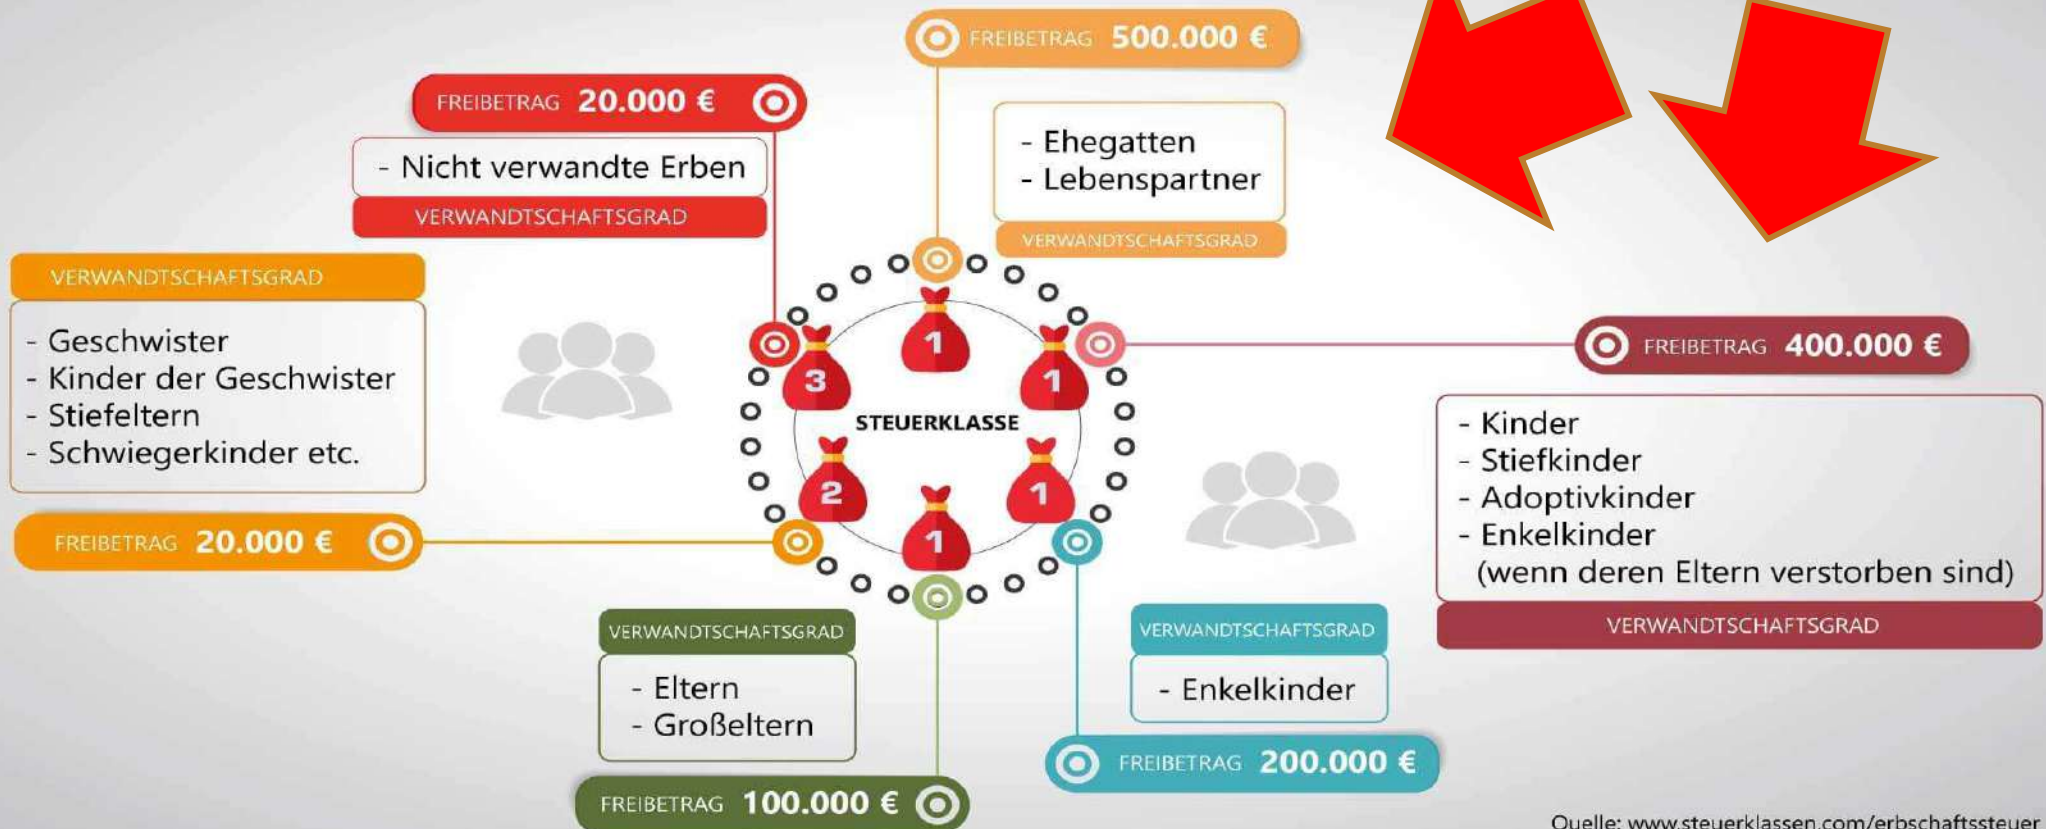 FREIBETRAG 500.000 €
- Ehegatten
- Lebenspartner
VERWANDTSCHAFTSGRAD
FREIBETRAG 20.000 €
- Nicht verwandte Erben
VERWANDTSCHAFTSGRAD
VERWANDTSCHAFTSGRAD
- Geschwister
- Kinder der Geschwister
- Stiefeltern
- Schwiegerkinder etc.
FREIBETRAG 20.000 €
1
3
1
STEUERKLASSE
2
1
1
FREIBETRAG 400.000 €
- Kinder
- Stiefkinder
- Adoptivkinder
- Enkelkinder
(wenn deren Eltern verstorben sind)
VERWANDTSCHAFTSGRAD
VERWANDTSCHAFTSGRAD
- Eltern
- Großeltern
FREIBETRAG 100.000 €
VERWANDTSCHAFTSGRAD
- Enkelkinder
FREIBETRAG 200.000 €
Quelle: www.steuerklassen.com/erbschaftssteuer